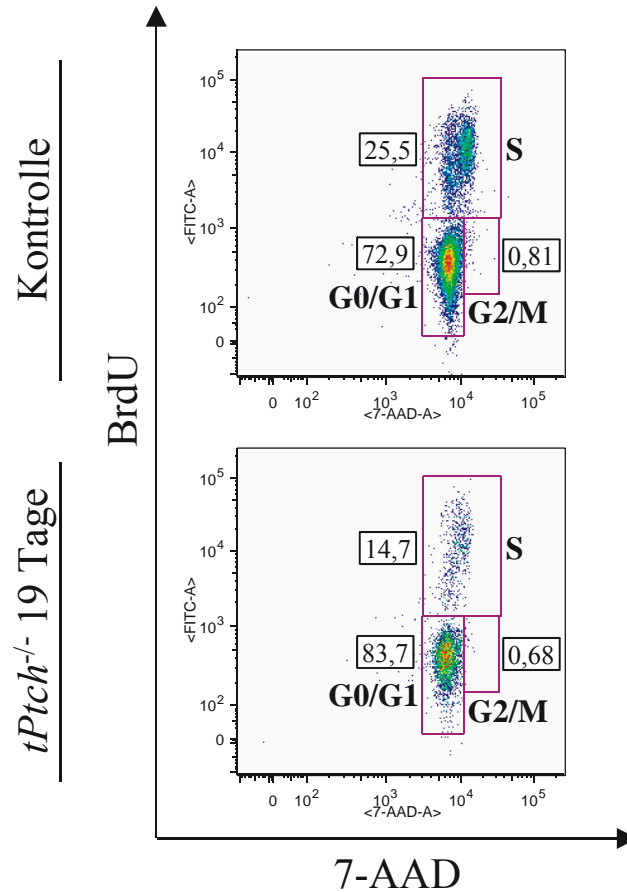 Kontrolle
tPtch-/- 19 Tage
BrdU
10^5
10^4
10^3
10^2
0
<FITC-A>
25,5
S
72,9
0,81
G0/G1
G2/M
0 10^2 10^3 10^4 10^5
<7-AAD-A>
10^5
10^4
10^3
10^2
0
<FITC-A>
14,7
S
83,7
0,68
G0/G1
G2/M
0 10^2 10^3 10^4 10^5
<7-AAD-A>
7-AAD